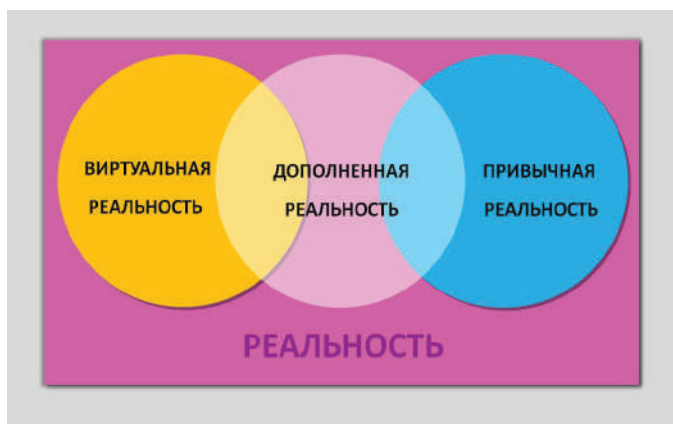 ВИРТУАЛЬНАЯ
РЕАЛЬНОСТЬ
ДОПОЛНЕННАЯ
РЕАЛЬНОСТЬ
ПРИВЫЧНАЯ
РЕАЛЬНОСТЬ
РЕАЛЬНОСТЬ